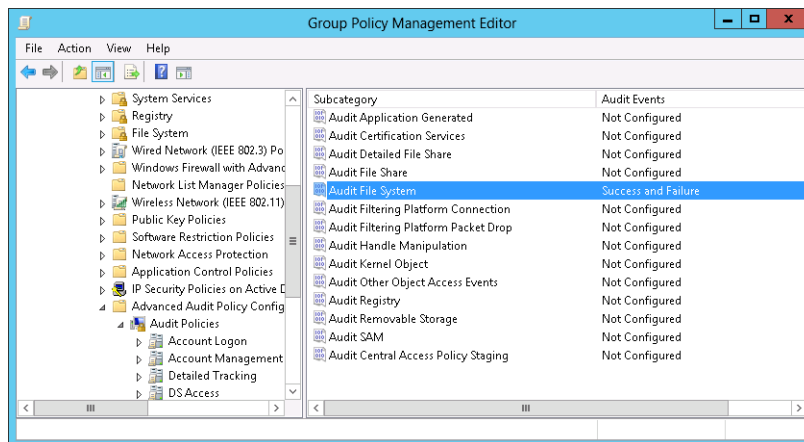 Group Policy Management Editor
File Action View Help
System Services
Registry
File System
Wired Network (IEEE 802.3) Po
Windows Firewall with Advanc
Network List Manager Policies
Wireless Network (IEEE 802.11)
Public Key Policies
Software Restriction Policies
Network Access Protection
Application Control Policies
IP Security Policies on Active D
Advanced Audit Policy Config
Audit Policies
Account Logon
Account Management
Detailed Tracking
DS Access
Subcategory Audit Events
Audit Application Generated Not Configured
Audit Certification Services Not Configured
Audit Detailed File Share Not Configured
Audit File Share Not Configured
Audit File System Success and Failure
Audit Filtering Platform Connection Not Configured
Audit Filtering Platform Packet Drop Not Configured
Audit Handle Manipulation Not Configured
Audit Kernel Object Not Configured
Audit Other Object Access Events Not Configured
Audit Registry Not Configured
Audit Removable Storage Not Configured
Audit SAM Not Configured
Audit Central Access Policy Staging Not Configured